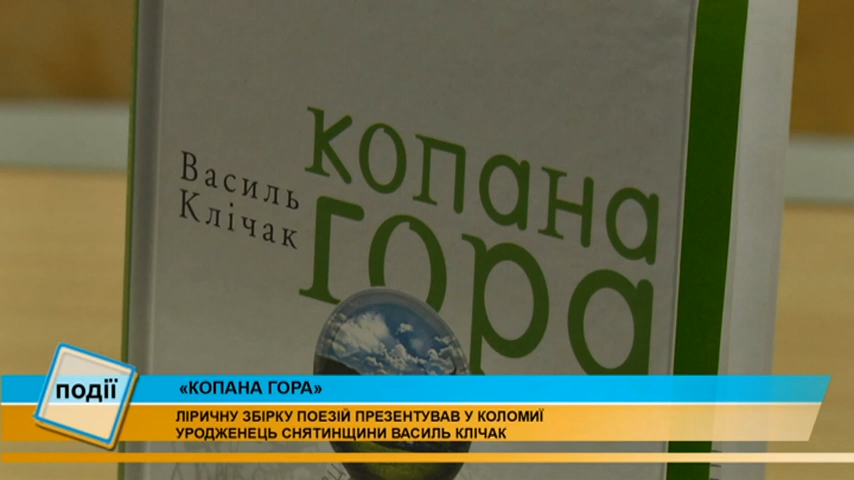 Василь
Клічак
копана
гора
події
«КОПАНА ГОРА»
ЛІРИЧНУ ЗБІРКУ ПОЕЗІЙ ПРЕЗЕНТУВАВ У КОЛОМИЇ
УРОДЖЕНЕЦЬ СНЯТИНЩИНИ ВАСИЛЬ КЛІЧАК